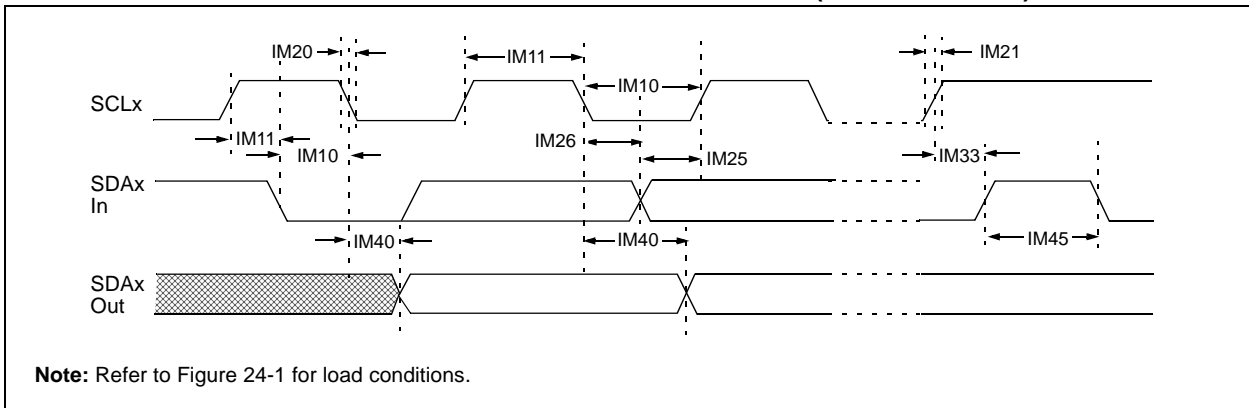 IM20
IM11
IM21
IM10
SCLx
IM11
IM26
IM10
IM25
IM33
SDAx
In
IM40
IM40
IM45
SDAx
Out
Note: Refer to Figure 24-1 for load conditions.